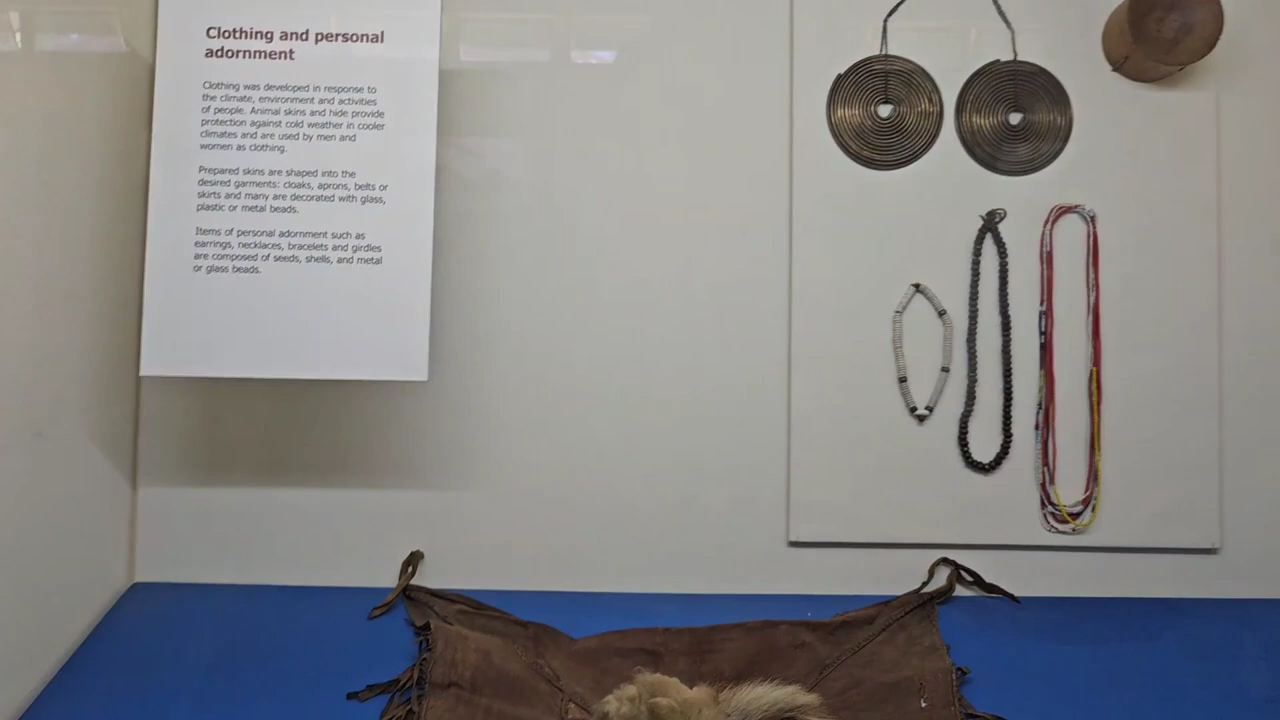 Clothing and personal
adornment
Clothing was developed in response to
the climate, environment and activities
of people. Animal skins and hide provide
protection against cold weather in cooler
climates and are used by men and
women as clothing.
Prepared skins are shaped into the
desired garments: cloaks, aprons, belts or
skirts and many are decorated with glass,
plastic or metal beads.
Items of personal adornment such as
earrings, necklaces, bracelets and girdles
are composed of seeds, shells, and metal
or glass beads.